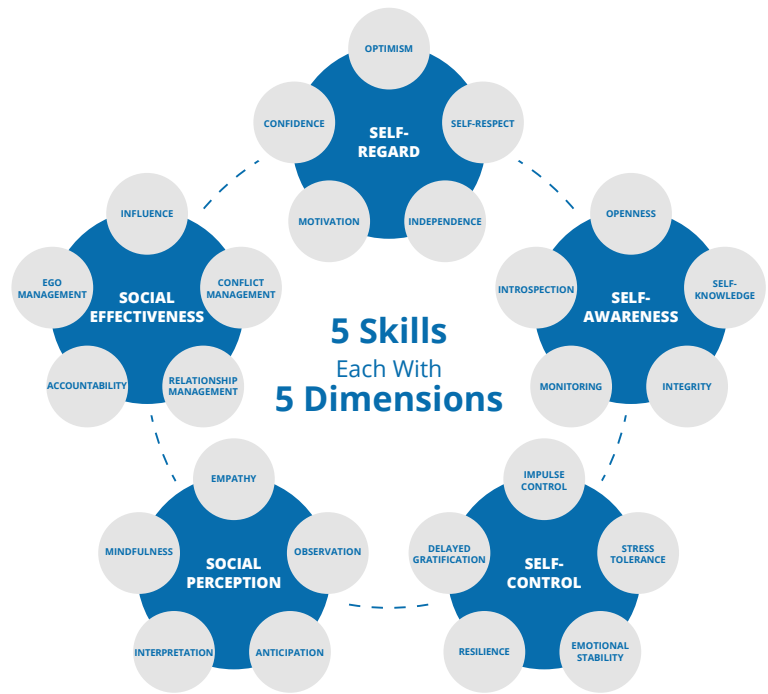 OPTIMISM
CONFIDENCE
SELF-RESPECT
SELF-
REGARD
MOTIVATION
INDEPENDENCE
INFLUENCE
EGO
MANAGEMENT
CONFLICT
MANAGEMENT
SOCIAL
EFFECTIVENESS
ACCOUNTABILITY
RELATIONSHIP
MANAGEMENT
OPENNESS
INTROSPECTION
SELF-
KNOWLEDGE
SELF-
AWARENESS
MONITORING
INTEGRITY
5 Skills
Each With
5 Dimensions
EMPATHY
MINDFULNESS
OBSERVATION
SOCIAL
PERCEPTION
INTERPRETATION
ANTICIPATION
IMPULSE
CONTROL
DELAYED
GRATIFICATION
STRESS
TOLERANCE
SELF-
CONTROL
RESILIENCE
EMOTIONAL
STABILITY